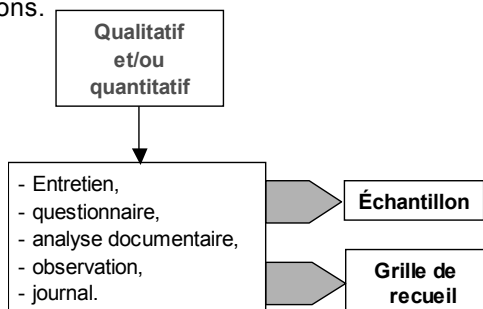 ons.
Qualitatif
et/ou
quantitatif
- Entretien,
- questionnaire,
- analyse documentaire,
- observation,
- journal.
Échantillon
Grille de
recueil